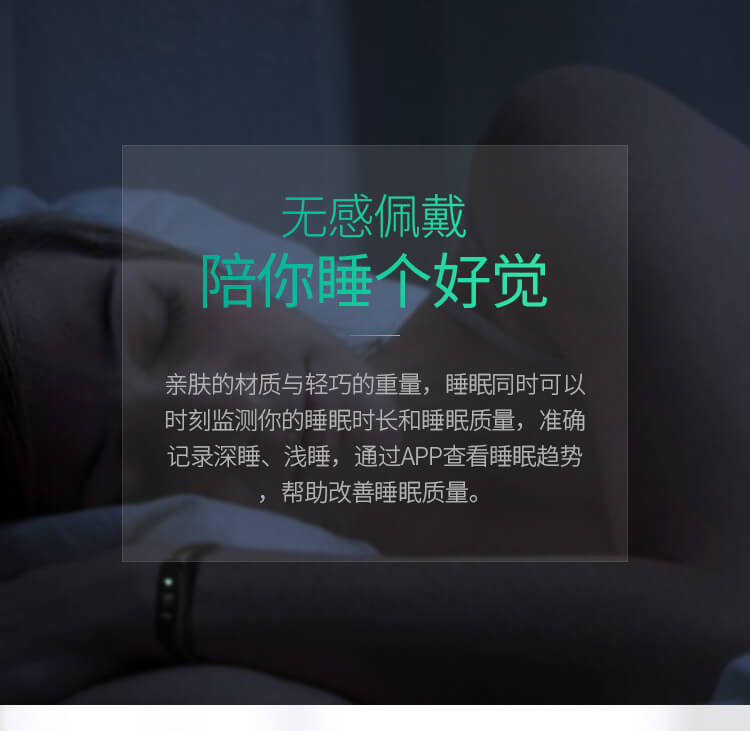 无感佩戴
陪你睡个好觉
亲肤的材质与轻巧的重量，睡眠同时可以
时刻监测你的睡眠时长和睡眠质量，准确
记录深睡、浅睡，通过APP查看睡眠趋势
，帮助改善睡眠质量。